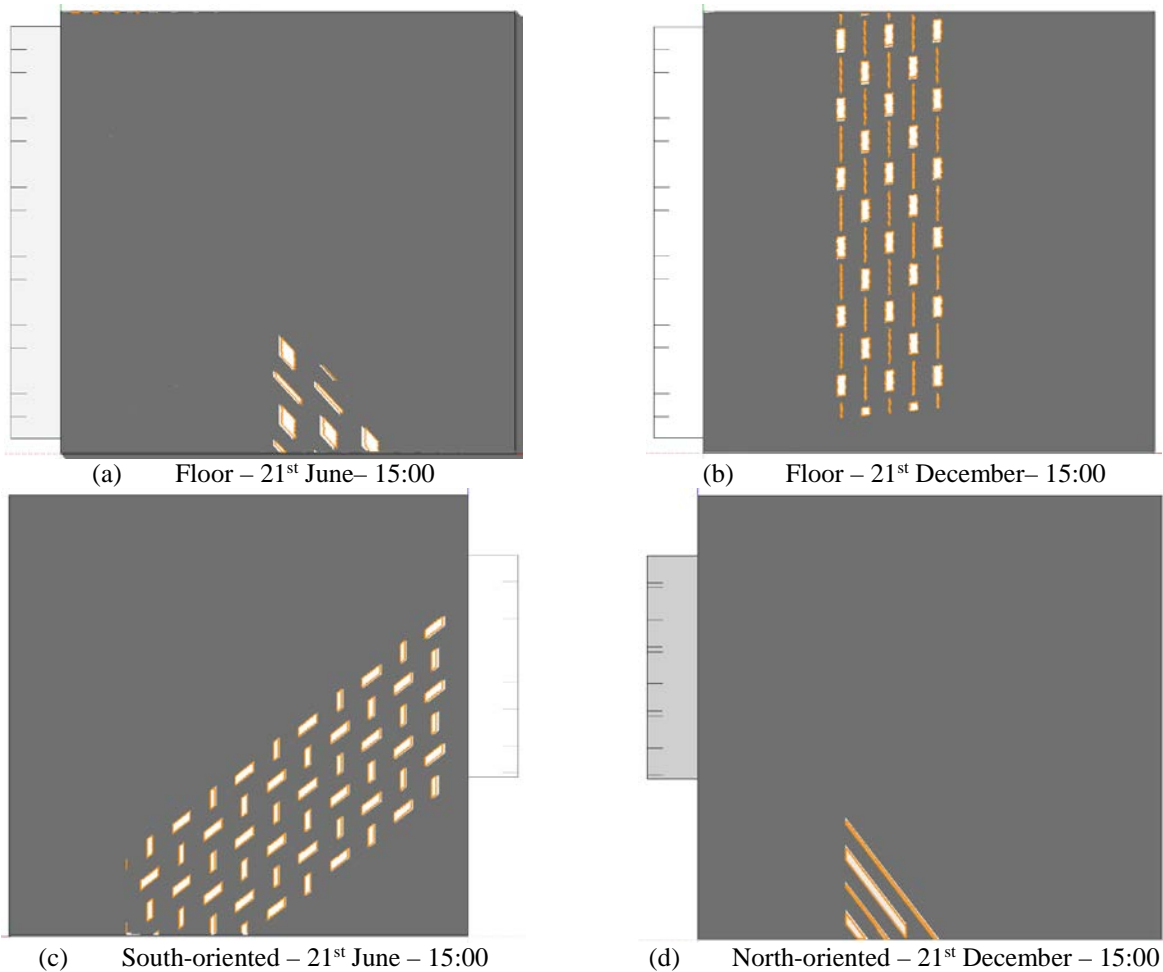 (a) Floor – 21st June– 15:00
(b) Floor – 21st December– 15:00
(c) South-oriented – 21st June – 15:00
(d) North-oriented – 21st December – 15:00